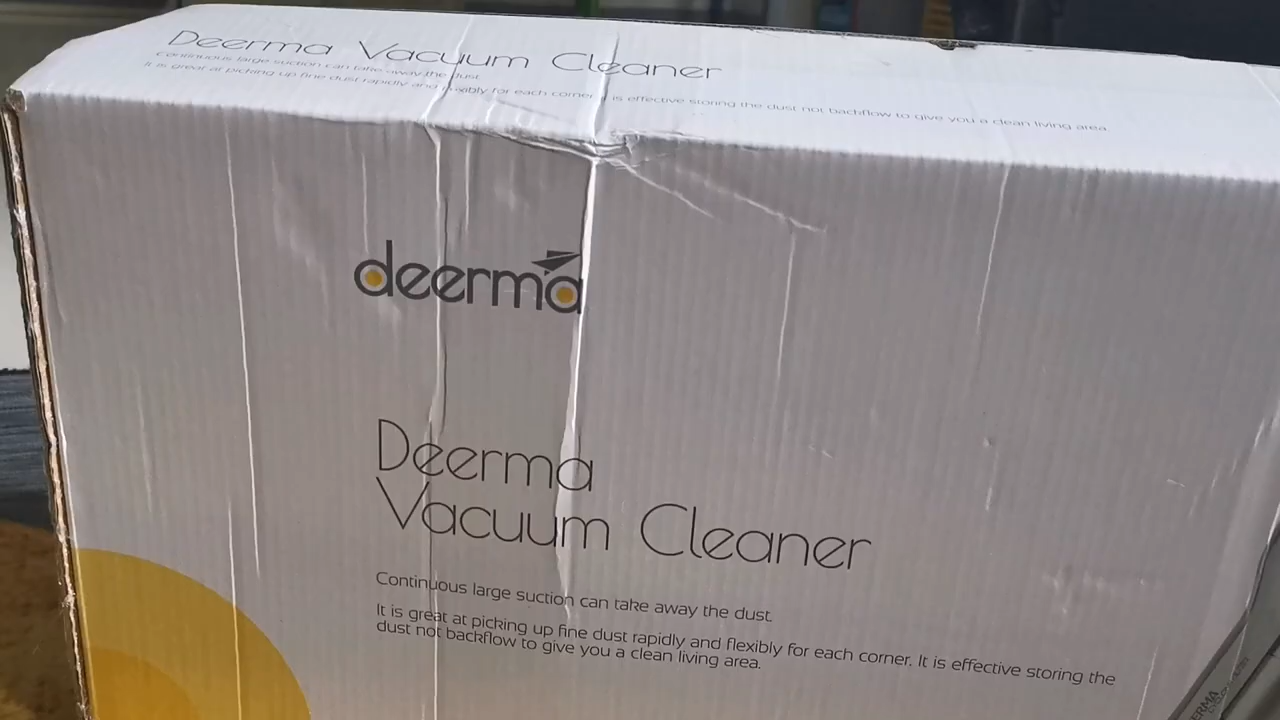 Deerma Vacuum Cleaner
Continuous large suction can take away the dust
It is great at picking up fine dust rapidly and flexibly for each corner. It is effective storing the dust not bachflow to give you a clean living area
deerma
Deerma
Vacuum Cleaner
Continuous large suction can take away the dust.
It is great at picking up fine dust rapidly and flexibly for each corner. It is effective storing the
dust not backflow to give you a clean living area.